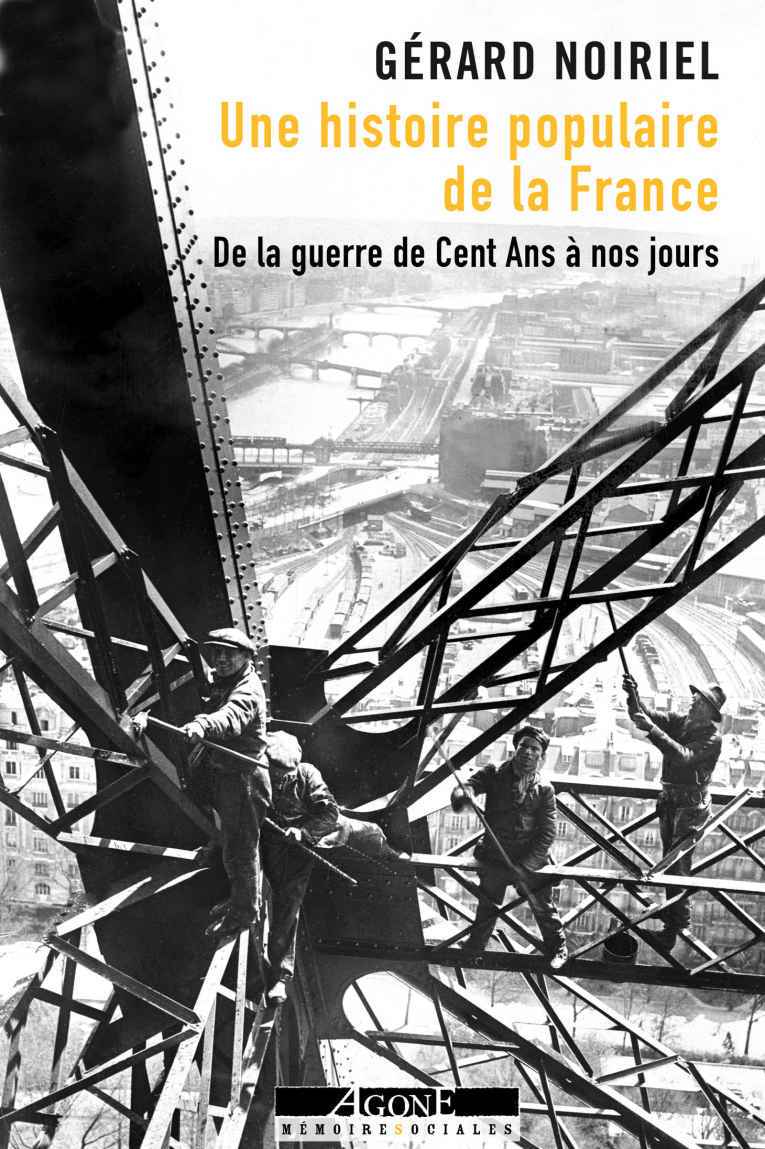 GÉRARD NOIRIEL
Une histoire populaire
de la France
De la guerre de Cent Ans à nos jours
AGONE
MÉMOIRES SOCIALES